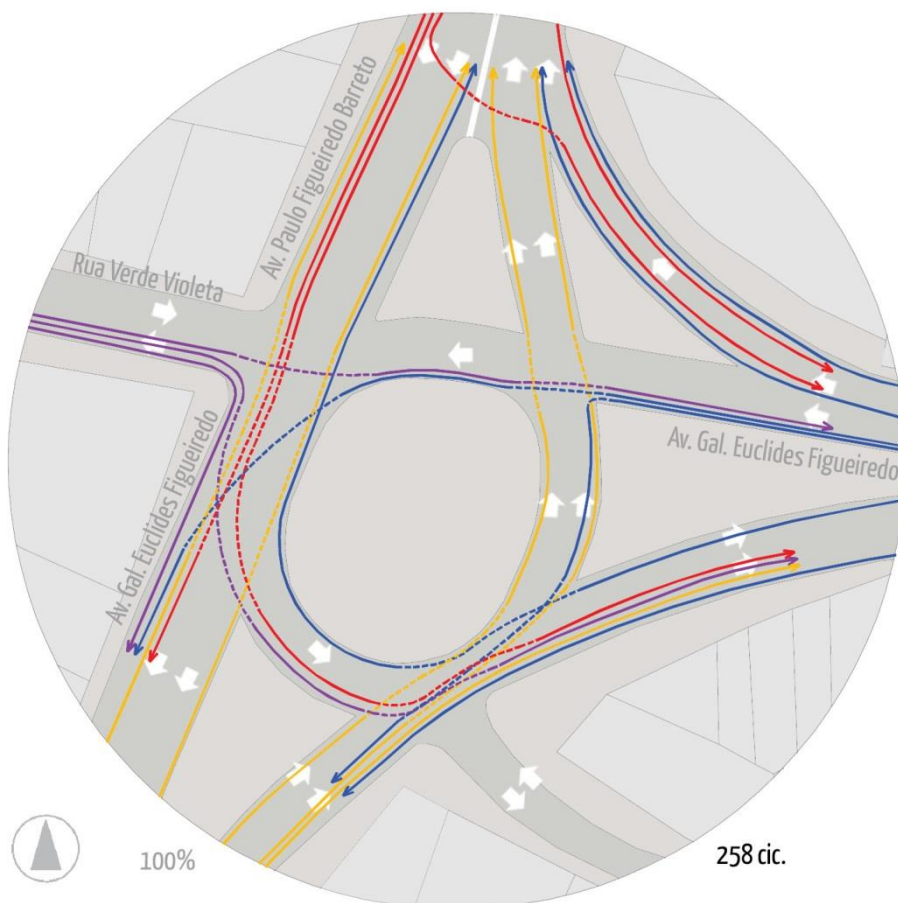 Av. Paulo Figueiredo Barreto
Rua Verde Violeta
Av. Gal. Euclides Figueiredo
Av. Gal. Euclides Figueiredo
100%
258 cic.